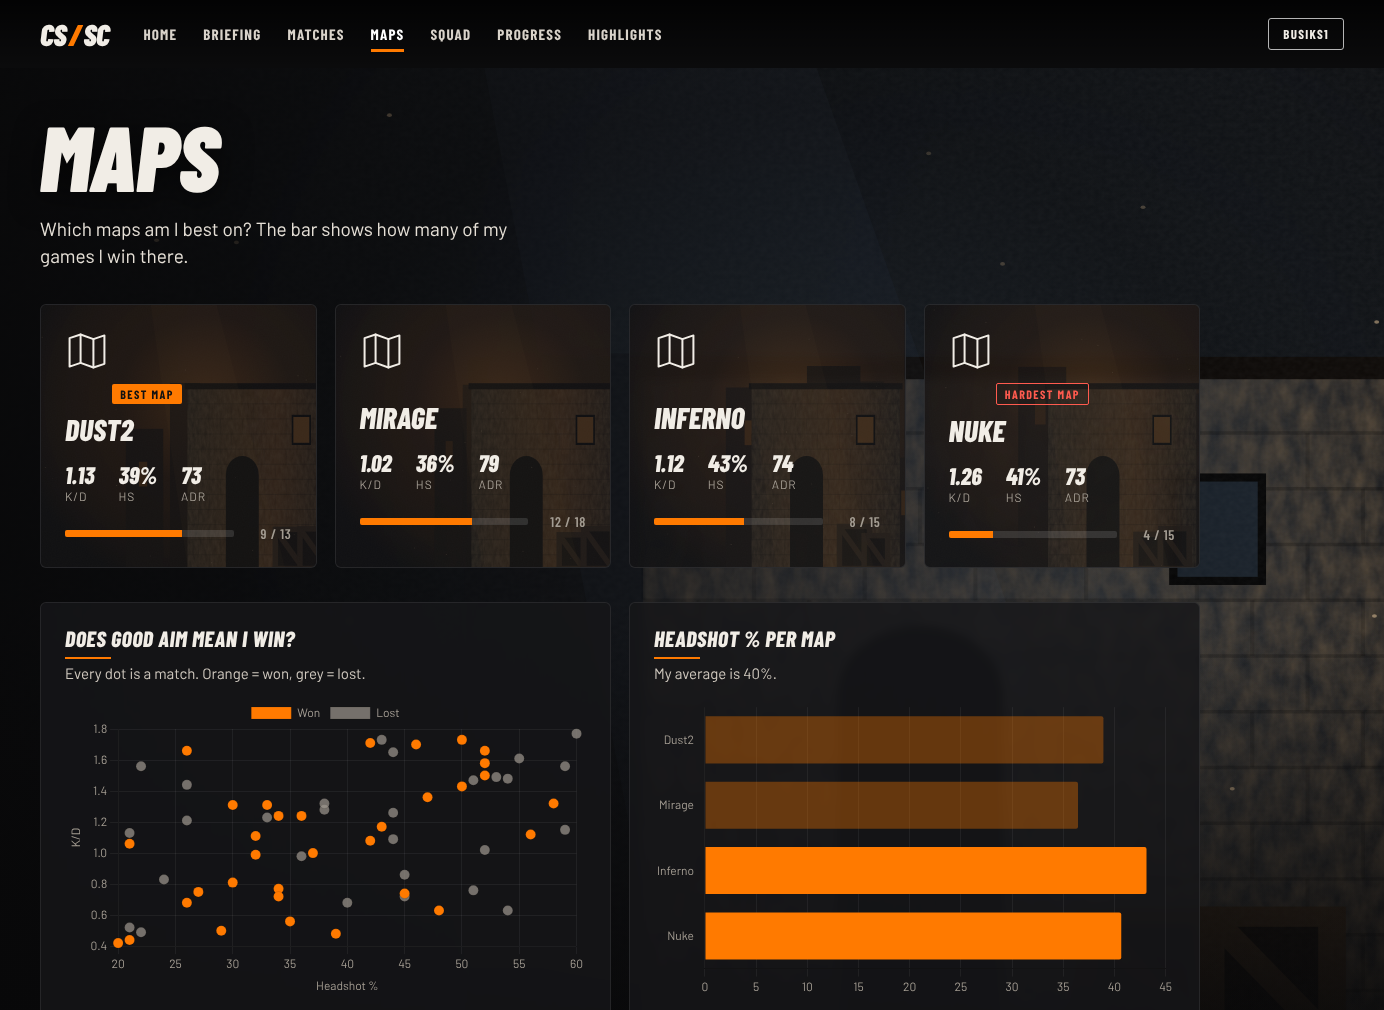 CS/SC HOME BRIEFING MATCHES MAPS SQUAD PROGRESS HIGHLIGHTS BUSIKS1
MAPS
Which maps am I best on? The bar shows how many of my
games I win there.
BEST MAP
DUST2
1.13 39% 73
K/D HS ADR
9 / 13
MIRAGE
1.02 36% 79
K/D HS ADR
12 / 18
INFERNO
1.12 43% 74
K/D HS ADR
8 / 15
HARDEST MAP
NUKE
1.26 41% 73
K/D HS ADR
4 / 15
DOES GOOD AIM MEAN I WIN?
Every dot is a match. Orange = won, grey = lost.
Won Lost
1.8
1.6
1.4
1.2
1.0
0.8
0.6
0.4
K/D
20 25 30 35 40 45 50 55 60
Headshot %
HEADSHOT % PER MAP
My average is 40%.
Dust2
Mirage
Inferno
Nuke
0 5 10 15 20 25 30 35 40 45